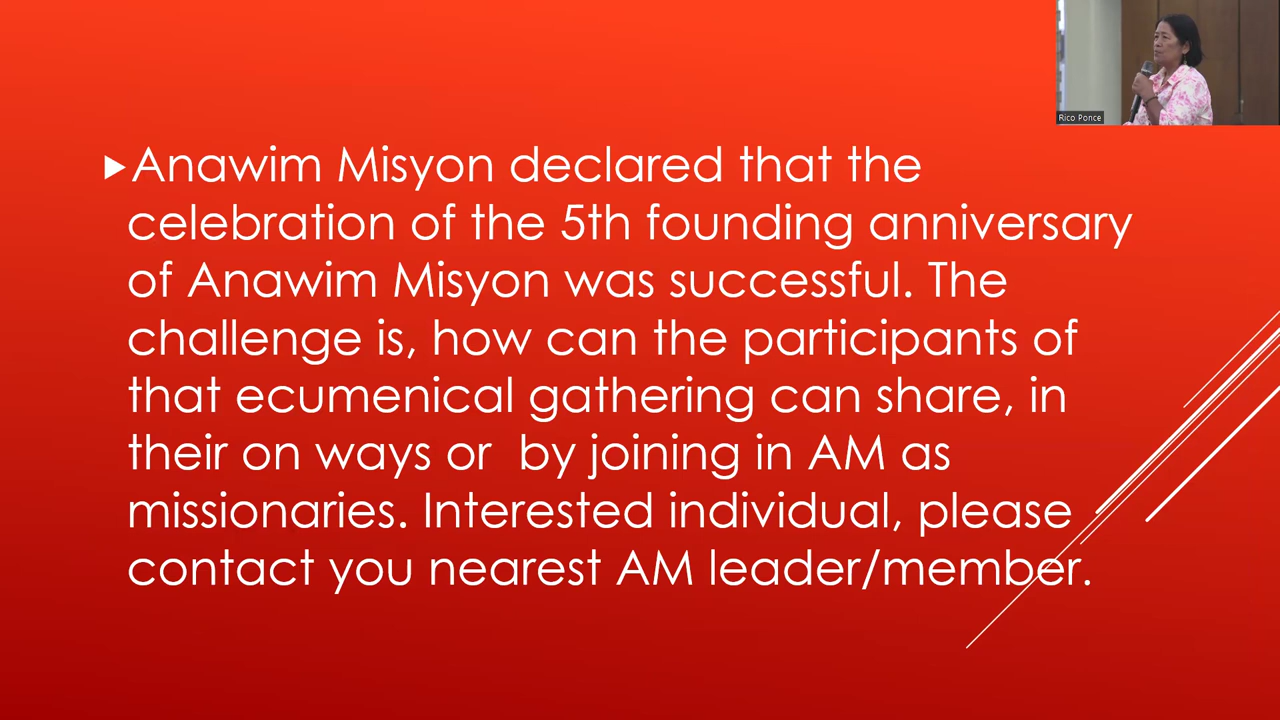 Rico Ponce
Anawim Misyon declared that the
celebration of the 5th founding anniversary
of Anawim Misyon was successful. The
challenge is, how can the participants of
that ecumenical gathering can share, in
their on ways or  by joining in AM as
missionaries. Interested individual, please
contact you nearest AM leader/member.